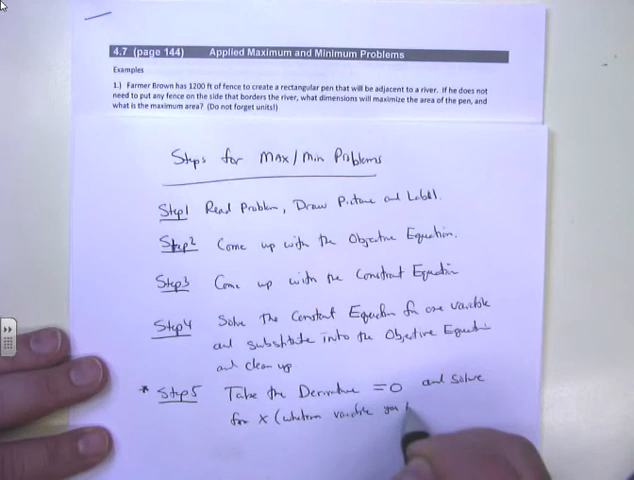 4.7 (page 144) Applied Maximum and Minimum Problems
Examples
1.) Farmer Brown has 1200 ft of fence to create a rectangular pen that will be adjacent to a river. If he does not
need to put any fence on the side that borders the river, what dimensions will maximize the area of the pen, and
what is the maximum area? (Do not forget units!)
Steps for Max/Min Problems
Step1 Read Problem, Draw Picture and Label.
Step2 Come up with the Objective Equation.
Step3 Come up with the Constraint Equation
Step4 Solve The Constraint Equation for one variable
and substitute into the Objective Equation
and clean up
* Step5 Take the Derivative =0 and solve
for x (whatever variable you